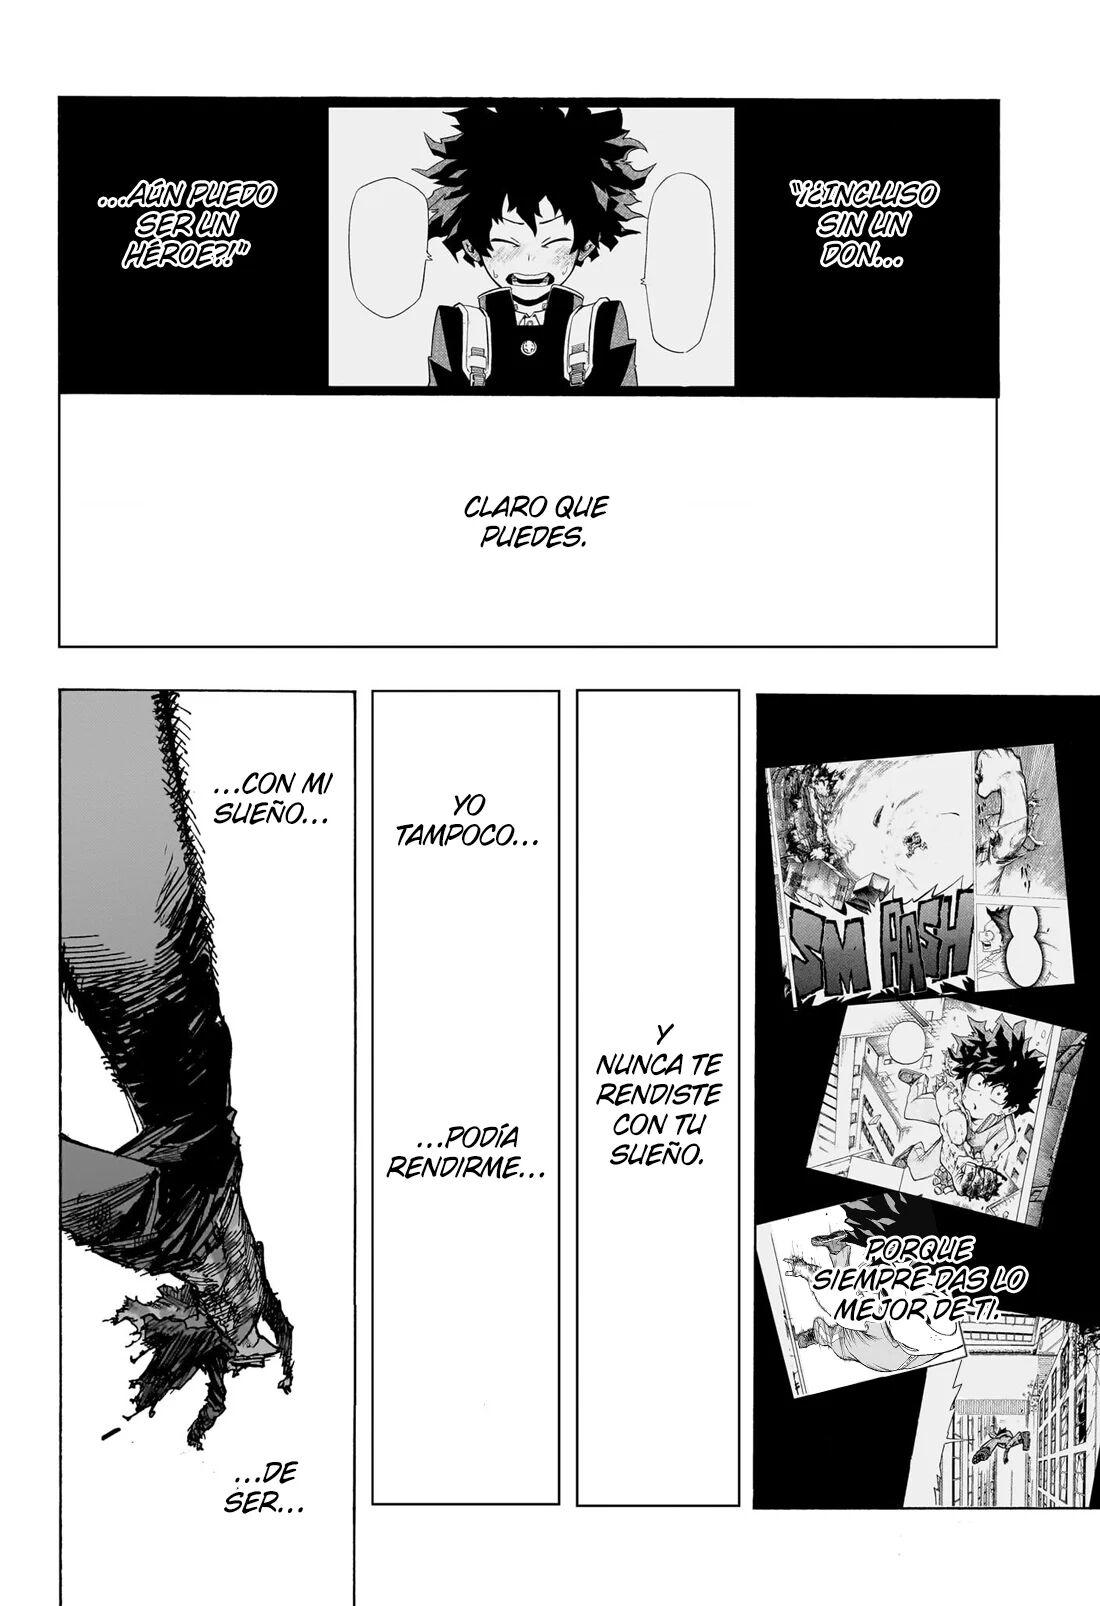 "¡¿INCLUSO
SIN UN
DON...
...AÚN PUEDO
SER UN
HÉROE?!"
CLARO QUE
PUEDES.
SMAAASH
PORQUE
SIEMPRE DAS LO
MEJOR DE TI.
Y
NUNCA TE
RENDISTE
CON TU
SUEÑO.
YO
TAMPOCO...
...PODÍA
RENDIRME...
...CON MI
SUEÑO...
...DE
SER...